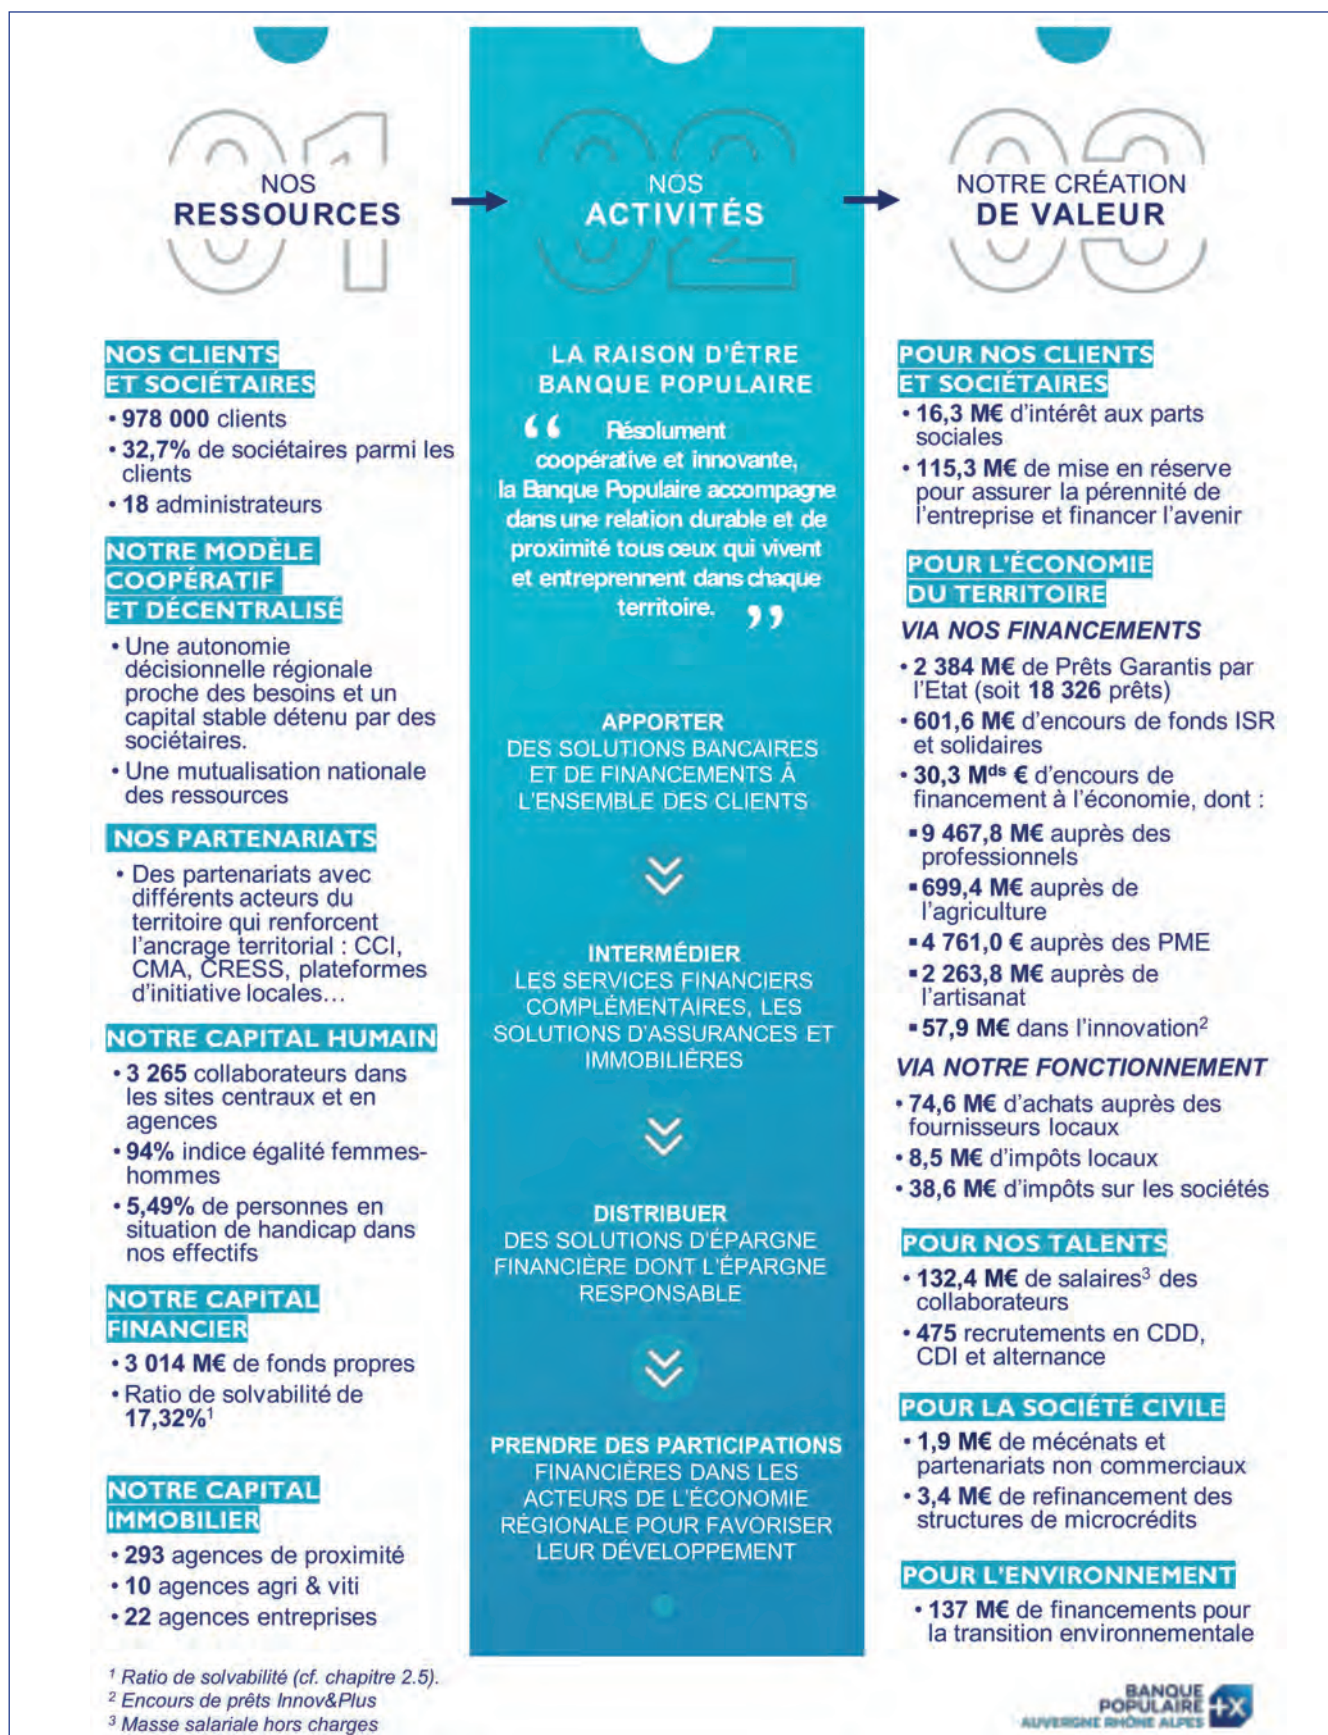 01
NOS
RESSOURCES
NOS CLIENTS
ET SOCIÉTAIRES
• 978 000 clients
• 32,7% de sociétaires parmi les
clients
• 18 administrateurs
NOTRE MODÈLE
COOPÉRATIF
ET DÉCENTRALISÉ
• Une autonomie
décisionnelle régionale
proche des besoins et un
capital stable détenu par des
sociétaires.
• Une mutualisation nationale
des ressources
NOS PARTENARIATS
• Des partenariats avec
différents acteurs du
territoire qui renforcent
l'ancrage territorial : CCI,
CMA, CRESS, plateformes
d'initiative locales…
NOTRE CAPITAL HUMAIN
• 3 265 collaborateurs dans
les sites centraux et en
agences
• 94% indice égalité femmes-
hommes
• 5,49% de personnes en
situation de handicap dans
nos effectifs
NOTRE CAPITAL
FINANCIER
• 3 014 M€ de fonds propres
• Ratio de solvabilité de
17,32%¹
NOTRE CAPITAL
IMMOBILIER
• 293 agences de proximité
• 10 agences agri & viti
• 22 agences entreprises
02
NOS
ACTIVITÉS
LA RAISON D'ÊTRE
BANQUE POPULAIRE
“ Résolument
coopérative et innovante,
la Banque Populaire accompagne
dans une relation durable et de
proximité tous ceux qui vivent
et entreprennent dans chaque
territoire. ”
APPORTER
DES SOLUTIONS BANCAIRES
ET DE FINANCEMENTS À
L'ENSEMBLE DES CLIENTS
INTERMÉDIER
LES SERVICES FINANCIERS
COMPLÉMENTAIRES, LES
SOLUTIONS D'ASSURANCES ET
IMMOBILIÈRES
DISTRIBUER
DES SOLUTIONS D'ÉPARGNE
FINANCIÈRE DONT L'ÉPARGNE
RESPONSABLE
PRENDRE DES PARTICIPATIONS
FINANCIÈRES DANS LES
ACTEURS DE L'ÉCONOMIE
RÉGIONALE POUR FAVORISER
LEUR DÉVELOPPEMENT
03
NOTRE CRÉATION
DE VALEUR
POUR NOS CLIENTS
ET SOCIÉTAIRES
• 16,3 M€ d'intérêt aux parts
sociales
• 115,3 M€ de mise en réserve
pour assurer la pérennité de
l'entreprise et financer l'avenir
POUR L'ÉCONOMIE
DU TERRITOIRE
VIA NOS FINANCEMENTS
• 2 384 M€ de Prêts Garantis par
l'Etat (soit 18 326 prêts)
• 601,6 M€ d'encours de fonds ISR
et solidaires
• 30,3 Mds € d'encours de
financement à l'économie, dont :
▪ 9 467,8 M€ auprès des
professionnels
▪ 699,4 M€ auprès de
l'agriculture
▪ 4 761,0 € auprès des PME
▪ 2 263,8 M€ auprès de
l'artisanat
▪ 57,9 M€ dans l'innovation²
VIA NOTRE FONCTIONNEMENT
• 74,6 M€ d'achats auprès des
fournisseurs locaux
• 8,5 M€ d'impôts locaux
• 38,6 M€ d'impôts sur les sociétés
POUR NOS TALENTS
• 132,4 M€ de salaires³ des
collaborateurs
• 475 recrutements en CDD,
CDI et alternance
POUR LA SOCIÉTÉ CIVILE
• 1,9 M€ de mécénats et
partenariats non commerciaux
• 3,4 M€ de refinancement des
structures de microcrédits
POUR L'ENVIRONNEMENT
• 137 M€ de financements pour
la transition environnementale
¹ Ratio de solvabilité (cf. chapitre 2.5).
² Encours de prêts Innov&Plus
³ Masse salariale hors charges
BANQUE
POPULAIRE
AUVERGNE RHÔNE ALPES